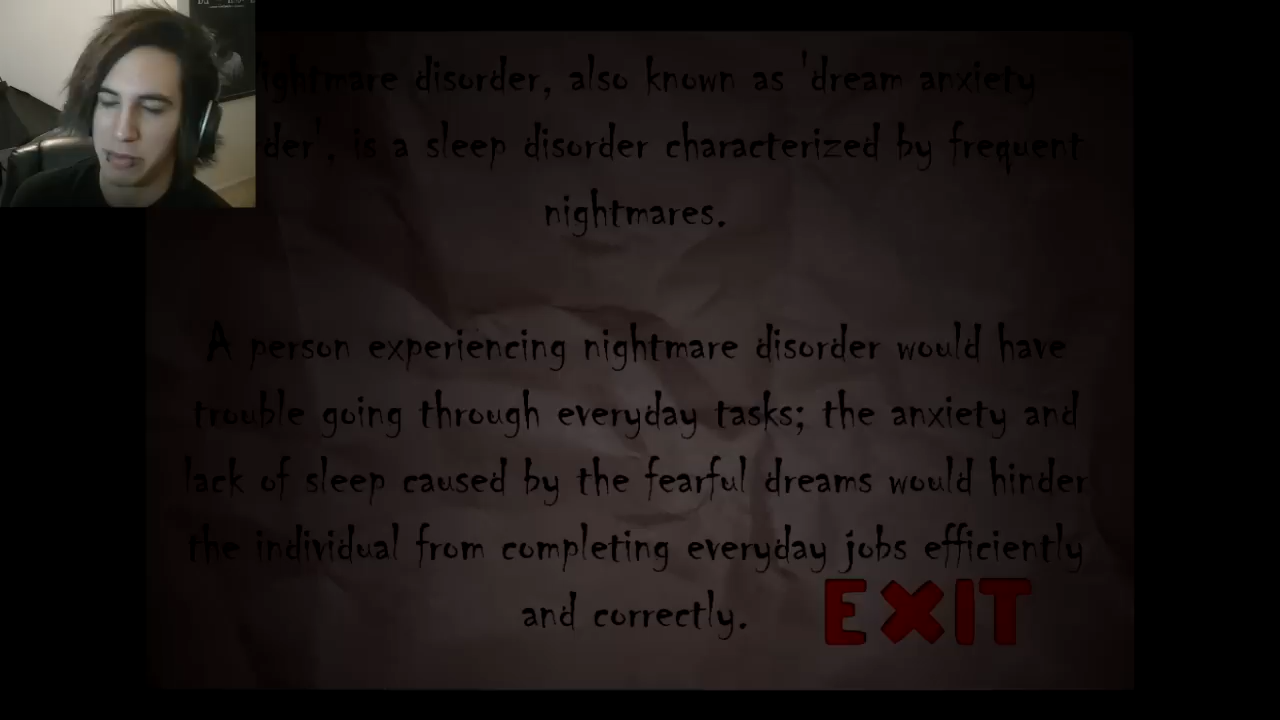 ightmare disorder, also known as 'dream anxiety
der', is a sleep disorder characterized by frequent
nightmares.
A person experiencing nightmare disorder would have
trouble going through everyday tasks; the anxiety and
lack of sleep caused by the fearful dreams would hinder
the individual from completing everyday jobs efficiently
and correctly.
EXIT